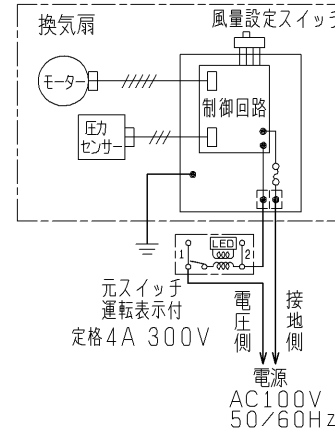 換気扇
風量設定スイッチ
モーター
制御回路
圧力
センサー
LED
1
2
元スイッチ
運転表示付
定格4A 300V
電圧側
接地側
電源
AC100V
50/60Hz